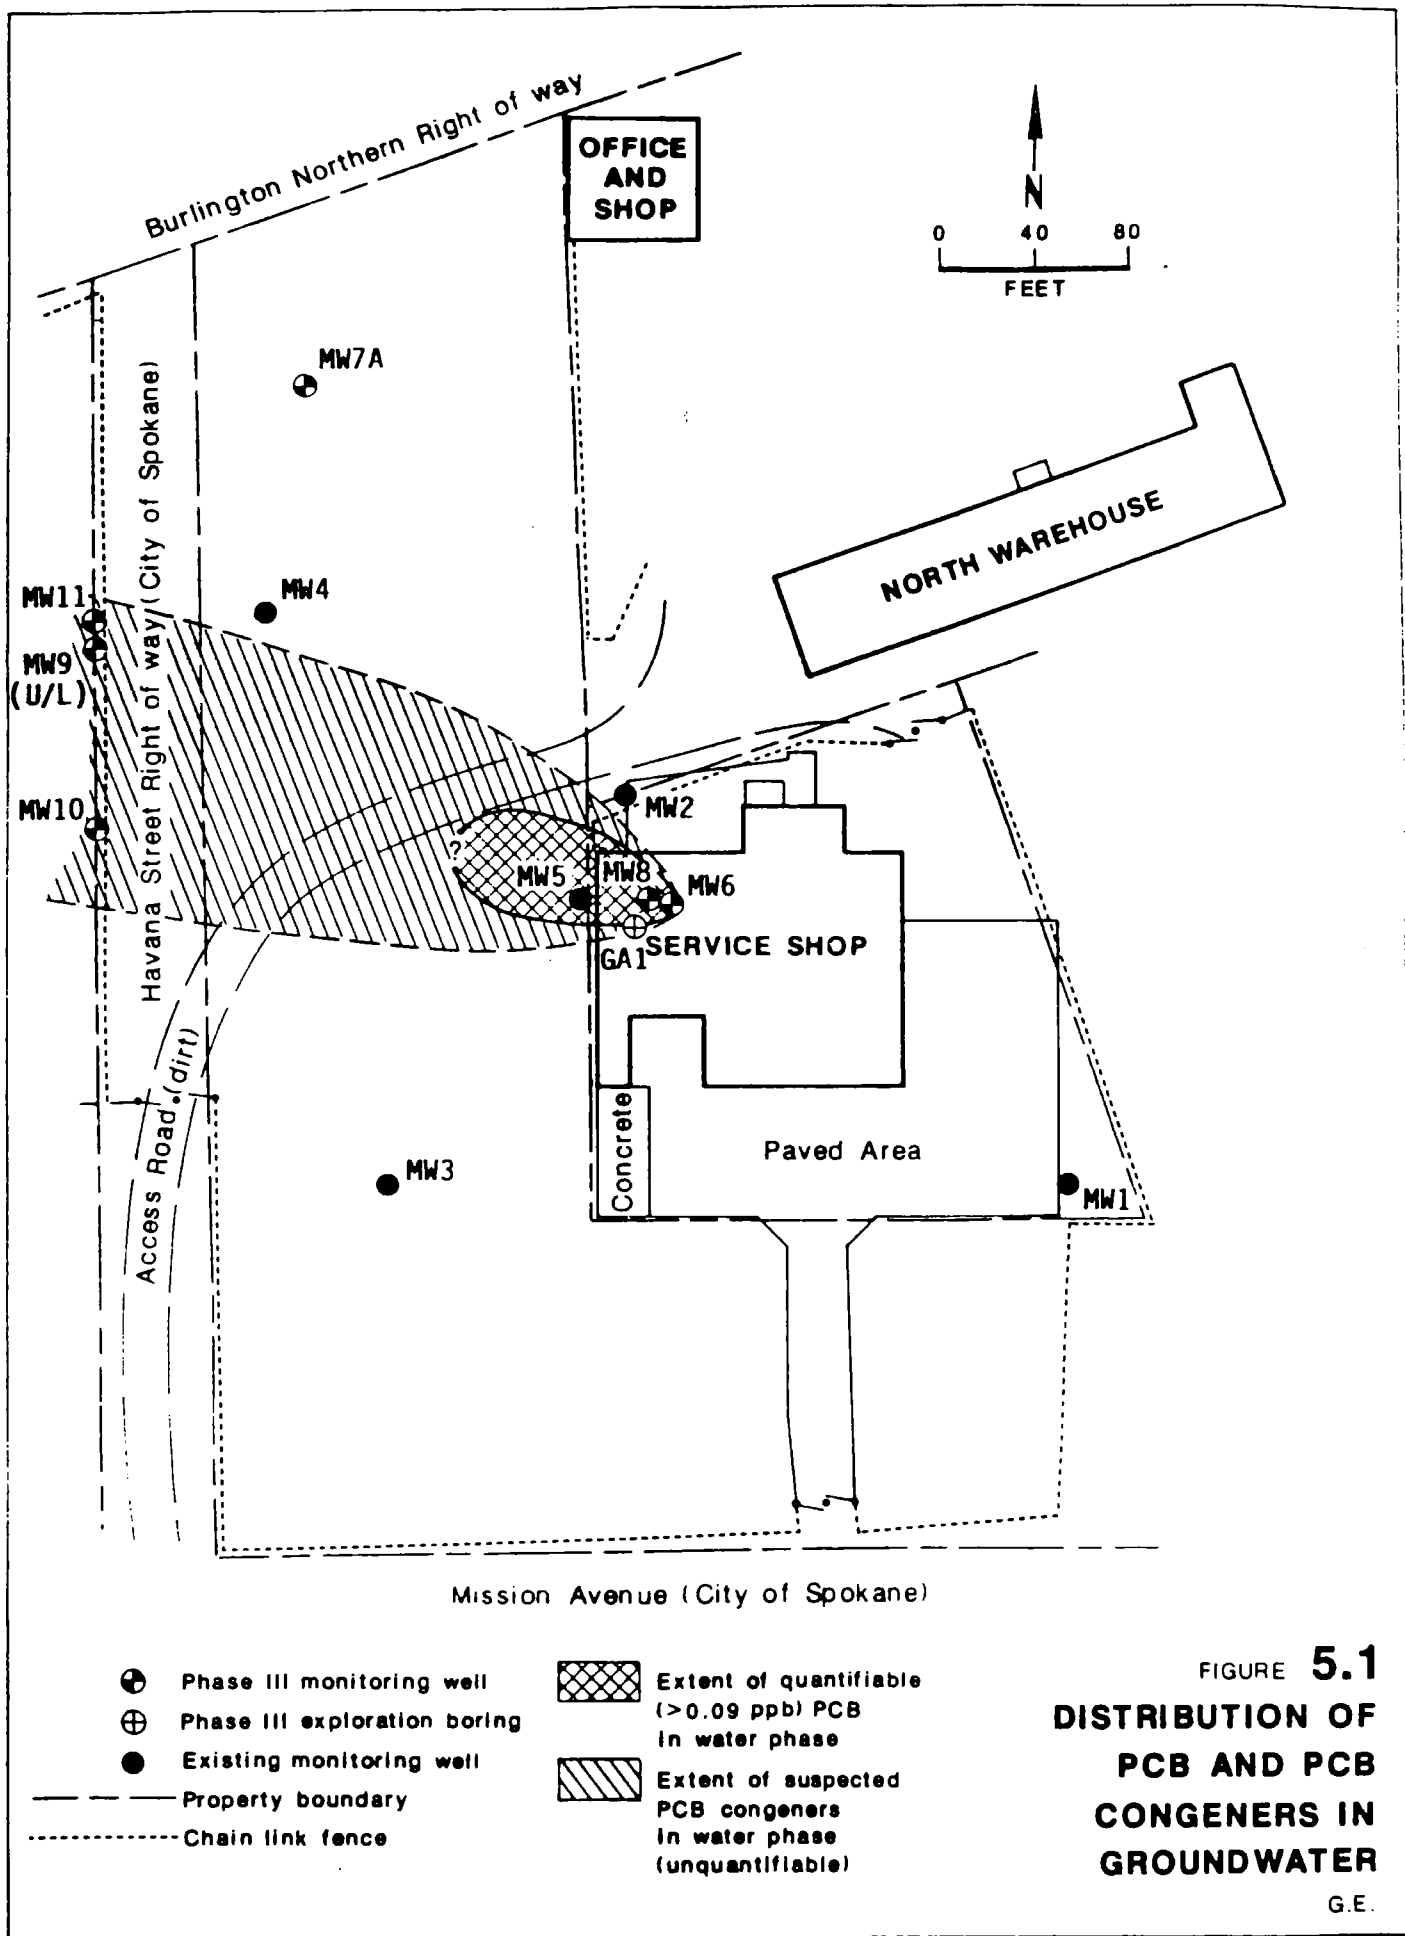 Burlington Northern Right of way
OFFICE
AND
SHOP
N
0 40 80
FEET
MW7A
NORTH WAREHOUSE
Havana Street Right of way (City of Spokane)
MW11
MW4
MW9
(U/L)
MW10
MW2
?
MW5
MW8
MW6
GA1
SERVICE SHOP
Access Road (dirt)
MW3
Concrete
Paved Area
MW1
Mission Avenue (City of Spokane)
Phase III monitoring well
Phase III exploration boring
Existing monitoring well
Property boundary
Chain link fence
Extent of quantifiable
(>0.09 ppb) PCB
in water phase
Extent of suspected
PCB congeners
in water phase
(unquantifiable)
FIGURE 5.1
DISTRIBUTION OF
PCB AND PCB
CONGENERS IN
GROUNDWATER
G.E.